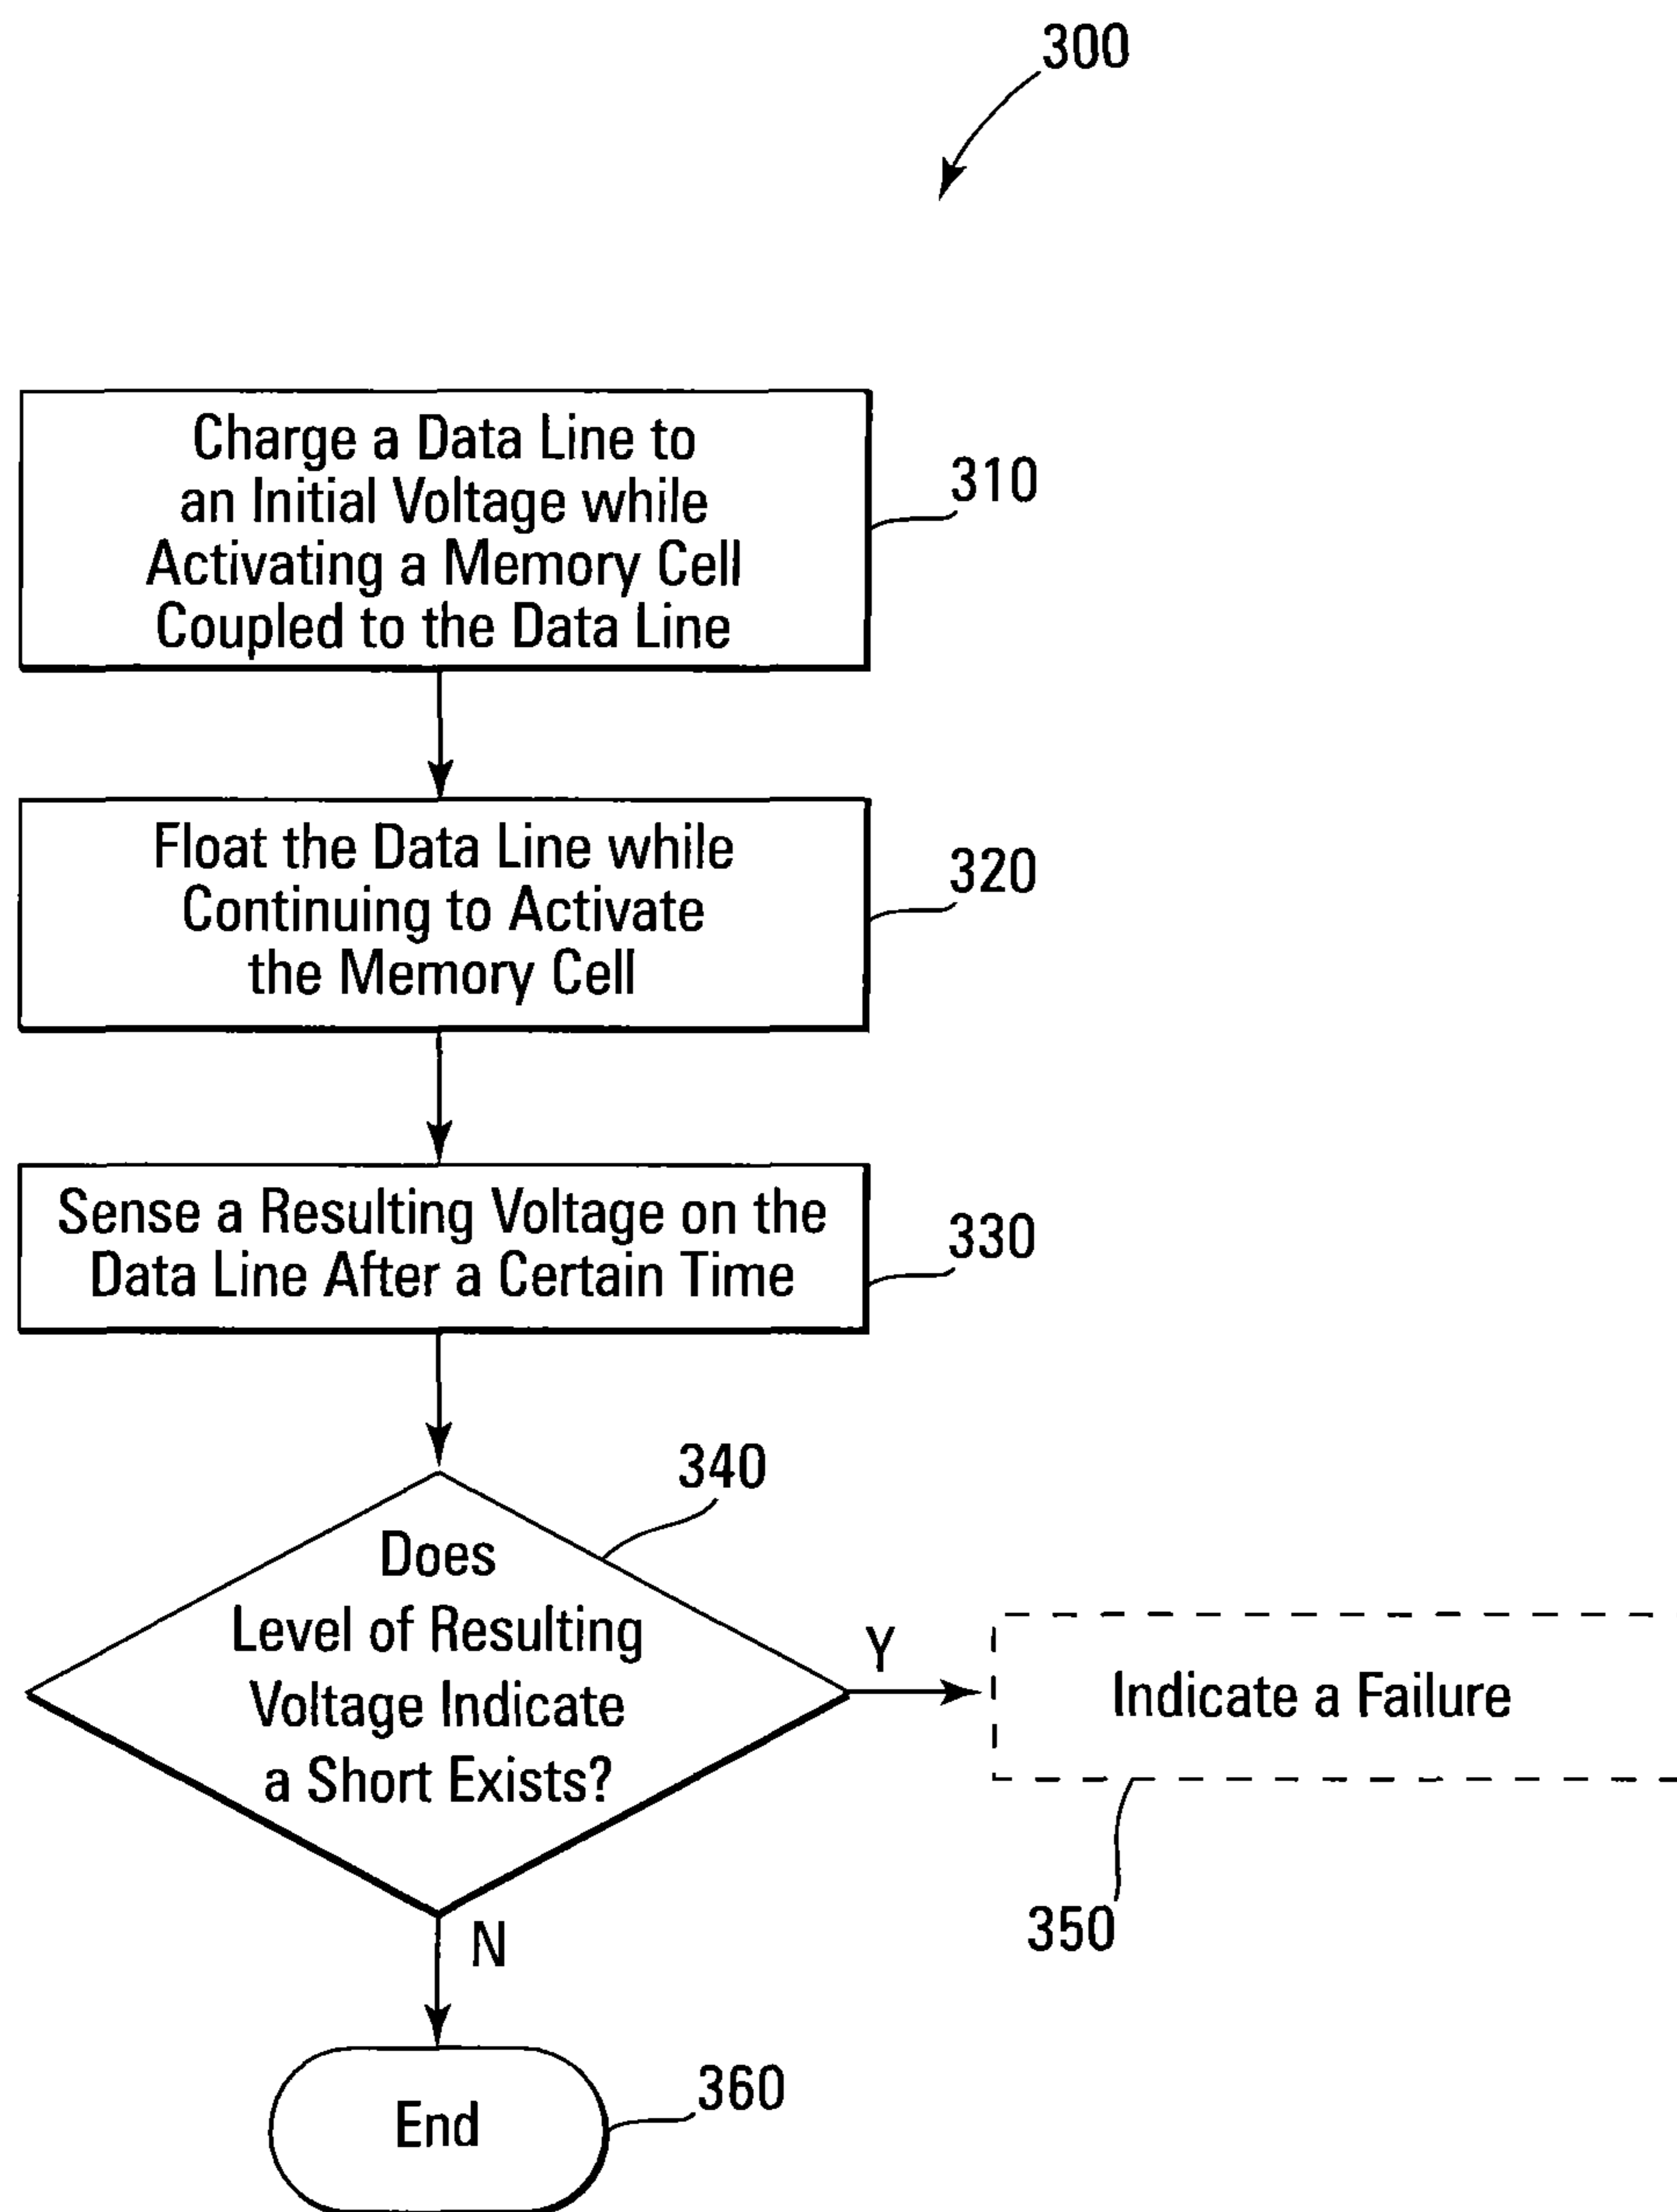 300
Charge a Data Line to
an Initial Voltage while
Activating a Memory Cell
Coupled to the Data Line
310
Float the Data Line while
Continuing to Activate
the Memory Cell
320
Sense a Resulting Voltage on the
Data Line After a Certain Time
330
340
Does
Level of Resulting
Voltage Indicate
a Short Exists?
Y
Indicate a Failure
350
N
End
360